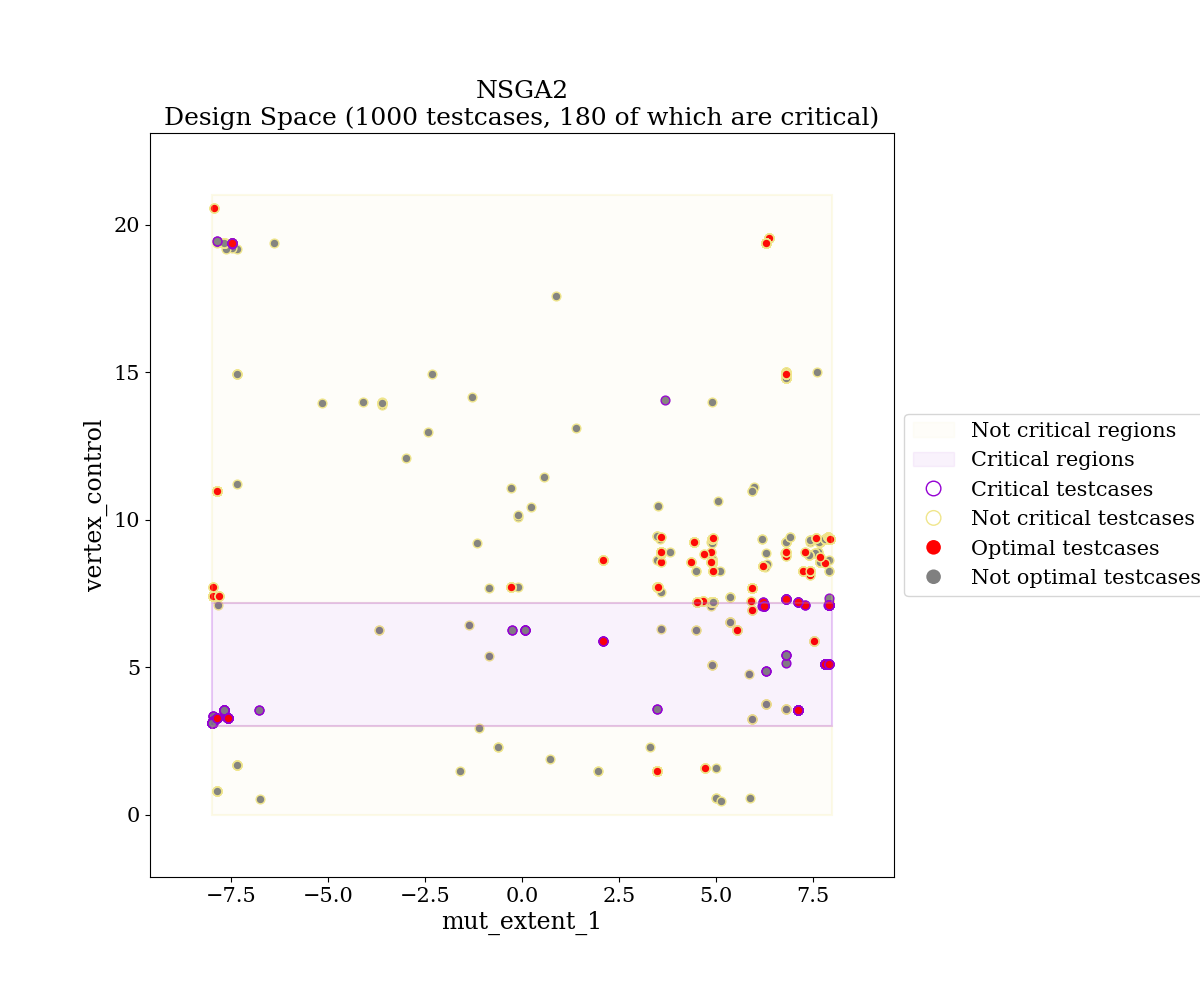 NSGA2
Design Space (1000 testcases, 180 of which are critical)
20
15
10
5
0
vertex_control
−7.5
−5.0
−2.5
0.0
2.5
5.0
7.5
mut_extent_1
Not critical regions
Critical regions
Critical testcases
Not critical testcases
Optimal testcases
Not optimal testcases